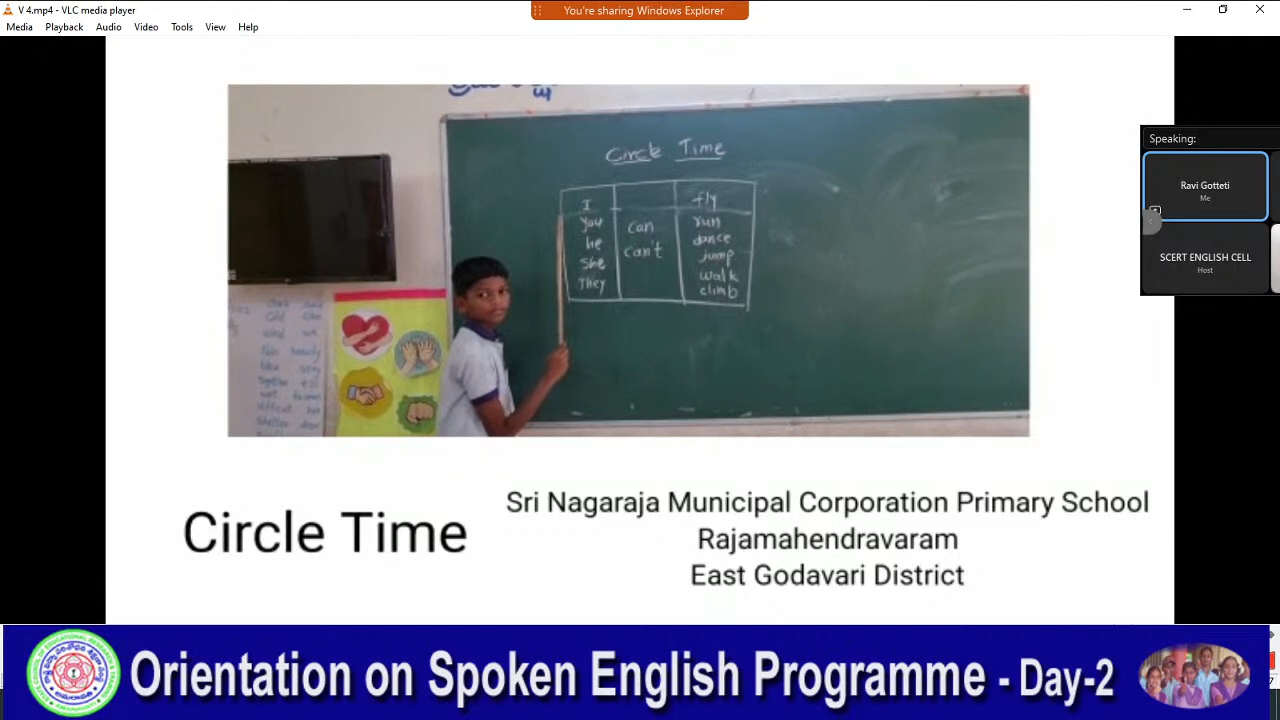 V 4.mp4 - VLC media player
You're sharing Windows Explorer
Media Playback Audio Video Tools View Help
Speaking:
Ravi Gotteti
Me
SCERT ENGLISH CELL
Host
Circle Time
I fly
you can run
he can't dance
she jump
They walk
climb
Circle Time
Sri Nagaraja Municipal Corporation Primary School
Rajamahendravaram
East Godavari District
Orientation on Spoken English Programme - Day-2